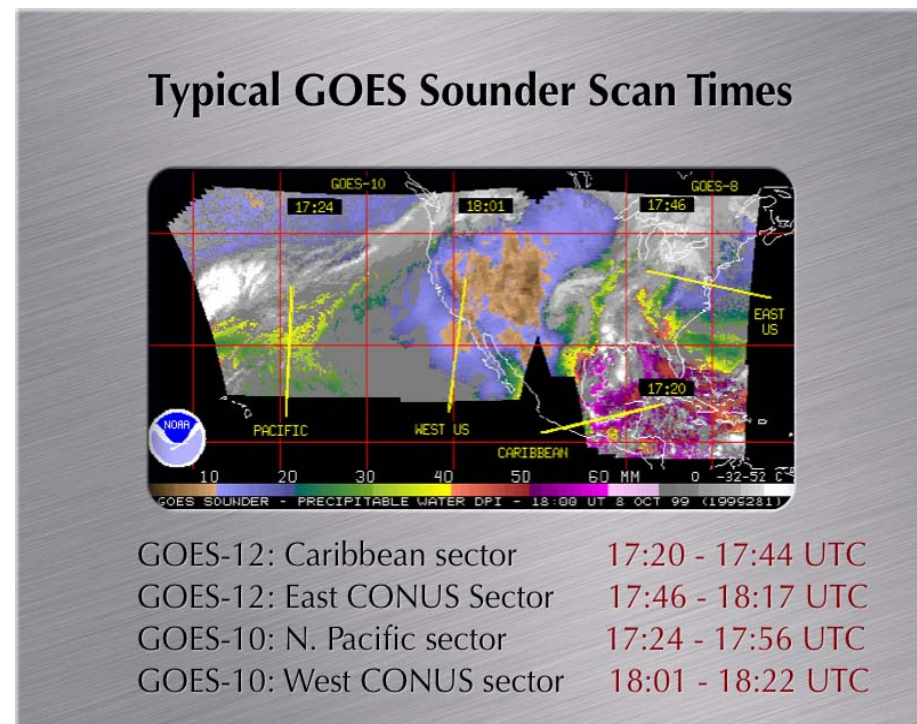 Typical GOES Sounder Scan Times
GOES-10 GOES-8
17:24 18:01 17:46
EAST
US
17:20
NOAA
PACIFIC WEST US
CARIBBEAN
10 20 30 40 50 60 MM 0 -32-52 C
GOES SOUNDER - PRECIPITABLE WATER DPI - 18:00 UT 8 OCT 99 (1999281)
GOES-12: Caribbean sector 17:20 - 17:44 UTC
GOES-12: East CONUS Sector 17:46 - 18:17 UTC
GOES-10: N. Pacific sector 17:24 - 17:56 UTC
GOES-10: West CONUS sector 18:01 - 18:22 UTC